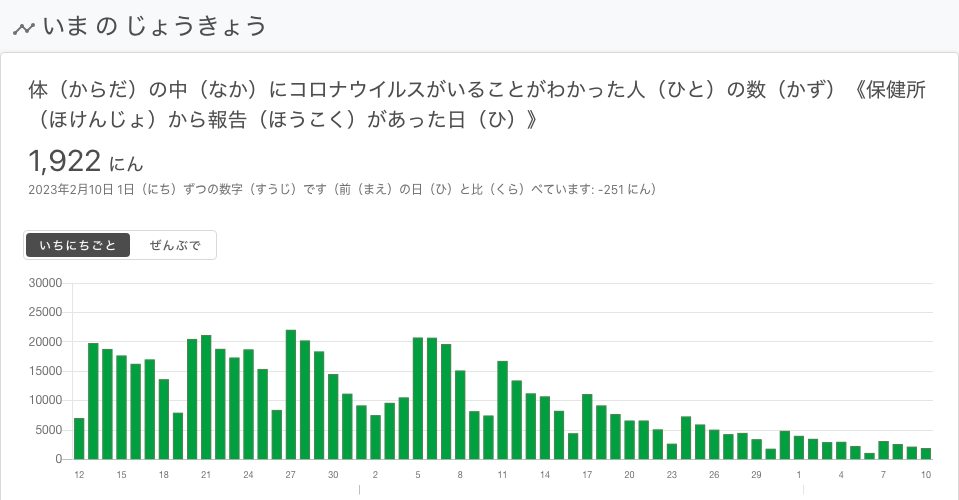 いま の じょうきょう
体（からだ）の中（なか）にコロナウイルスがいることがわかった人（ひと）の数（かず）《保健所
（ほけんじょ）から報告（ほうこく）があった日（ひ）》
1,922 にん
2023年2月10日 1日（にち）ずつの数字（すうじ）です（前（まえ）の日（ひ）と比（くら）べています: -251 にん）
いちにちごと ぜんぶで
30000
25000
20000
15000
10000
5000
0
12 15 18 21 24 27 30 2 5 8 11 14 17 20 23 26 29 1 4 7 10